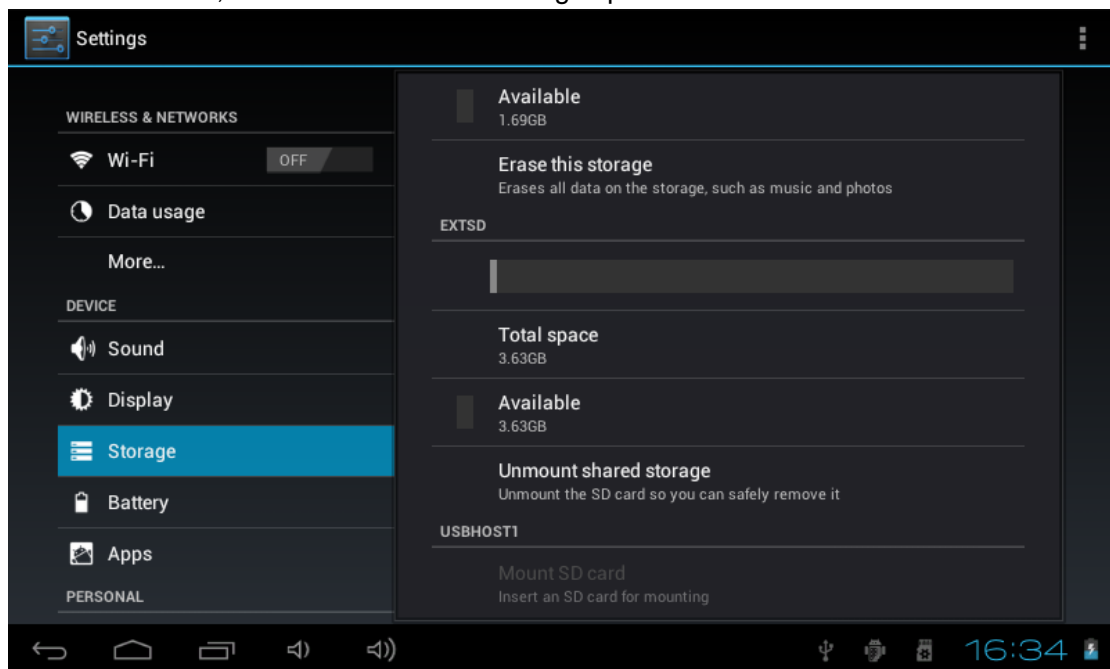 Settings
WIRELESS & NETWORKS
Wi-Fi
OFF
Data usage
More...
DEVICE
Sound
Display
Storage
Battery
Apps
PERSONAL
Available
1.69GB
Erase this storage
Erases all data on the storage, such as music and photos
EXTSD
Total space
3.63GB
Available
3.63GB
Unmount shared storage
Unmount the SD card so you can safely remove it
USBHOST1
Mount SD card
Insert an SD card for mounting
16:34